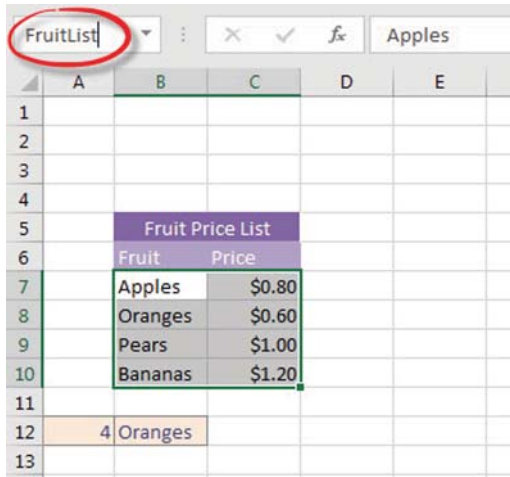 FruitList fx Apples
A B C D E
1
2
3
4
5 Fruit Price List
6 Fruit Price
7 Apples $0.80
8 Oranges $0.60
9 Pears $1.00
10 Bananas $1.20
11
12 4 Oranges
13